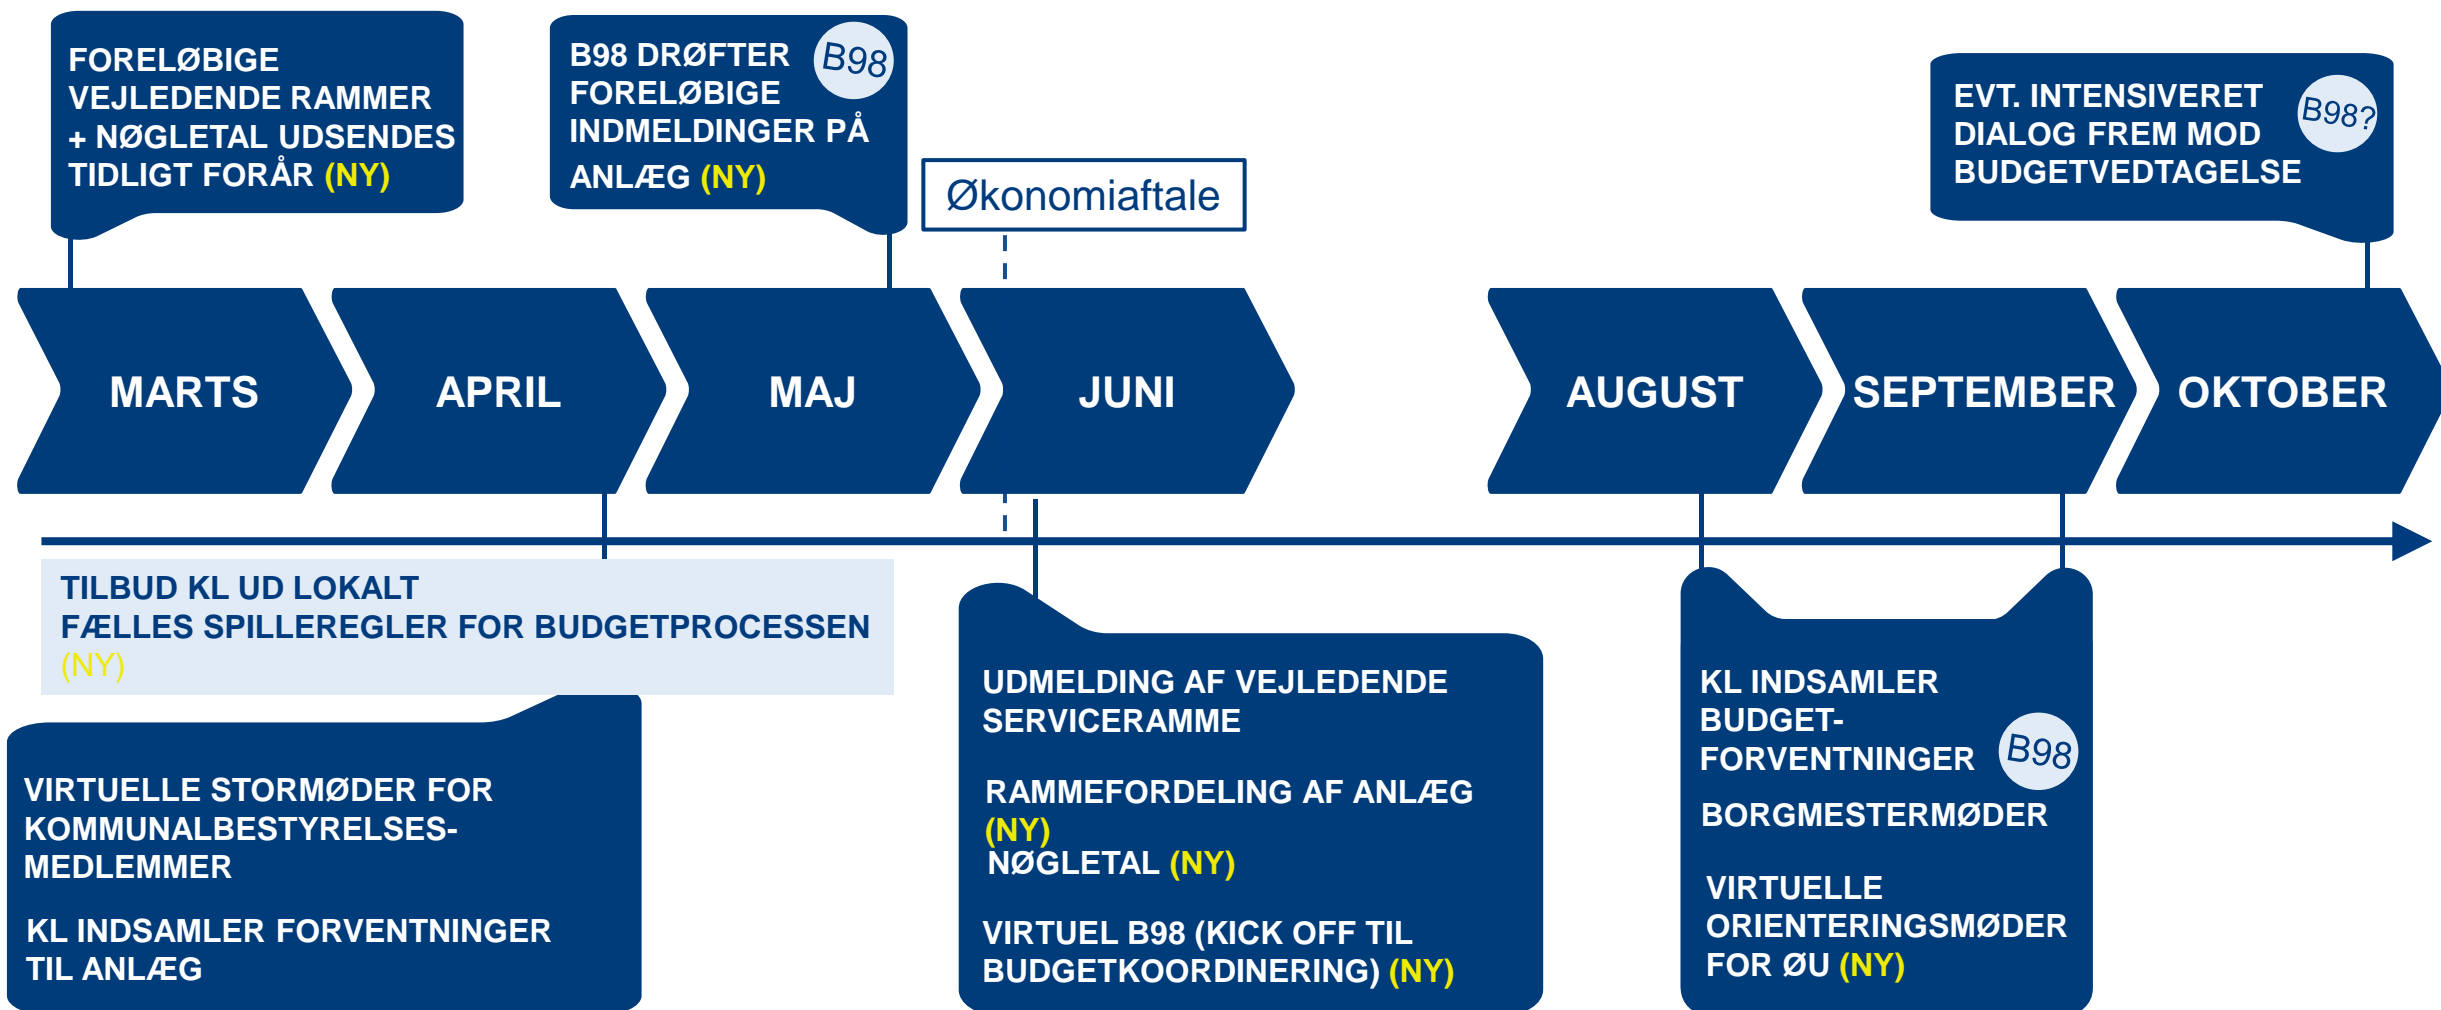 FORELØBIGE
VEJLEDENDE RAMMER
+ NØGLETAL UDSENDES
TIDLIGT FORÅR (NY)
B98 DRØFTER
FORELØBIGE
INDMELDINGER PÅ
ANLÆG (NY)
B98
Økonomiaftale
EVT. INTENSIVERET
DIALOG FREM MOD
BUDGETVEDTAGELSE
B98?
MARTS
APRIL
MAJ
JUNI
AUGUST
SEPTEMBER
OKTOBER
TILBUD KL UD LOKALT
FÆLLES SPILLEREGLER FOR BUDGETPROCESSEN
(NY)
VIRTUELLE STORMØDER FOR
KOMMUNALBESTYRELSES-
MEDLEMMER
KL INDSAMLER FORVENTNINGER
TIL ANLÆG
UDMELDING AF VEJLEDENDE
SERVICERAMME
RAMMEFORDELING AF ANLÆG
(NY)
NØGLETAL (NY)
VIRTUEL B98 (KICK OFF TIL
BUDGETKOORDINERING) (NY)
KL INDSAMLER
BUDGET-
FORVENTNINGER
B98
BORGMESTERMØDER
VIRTUELLE
ORIENTERINGSMØDER
FOR ØU (NY)